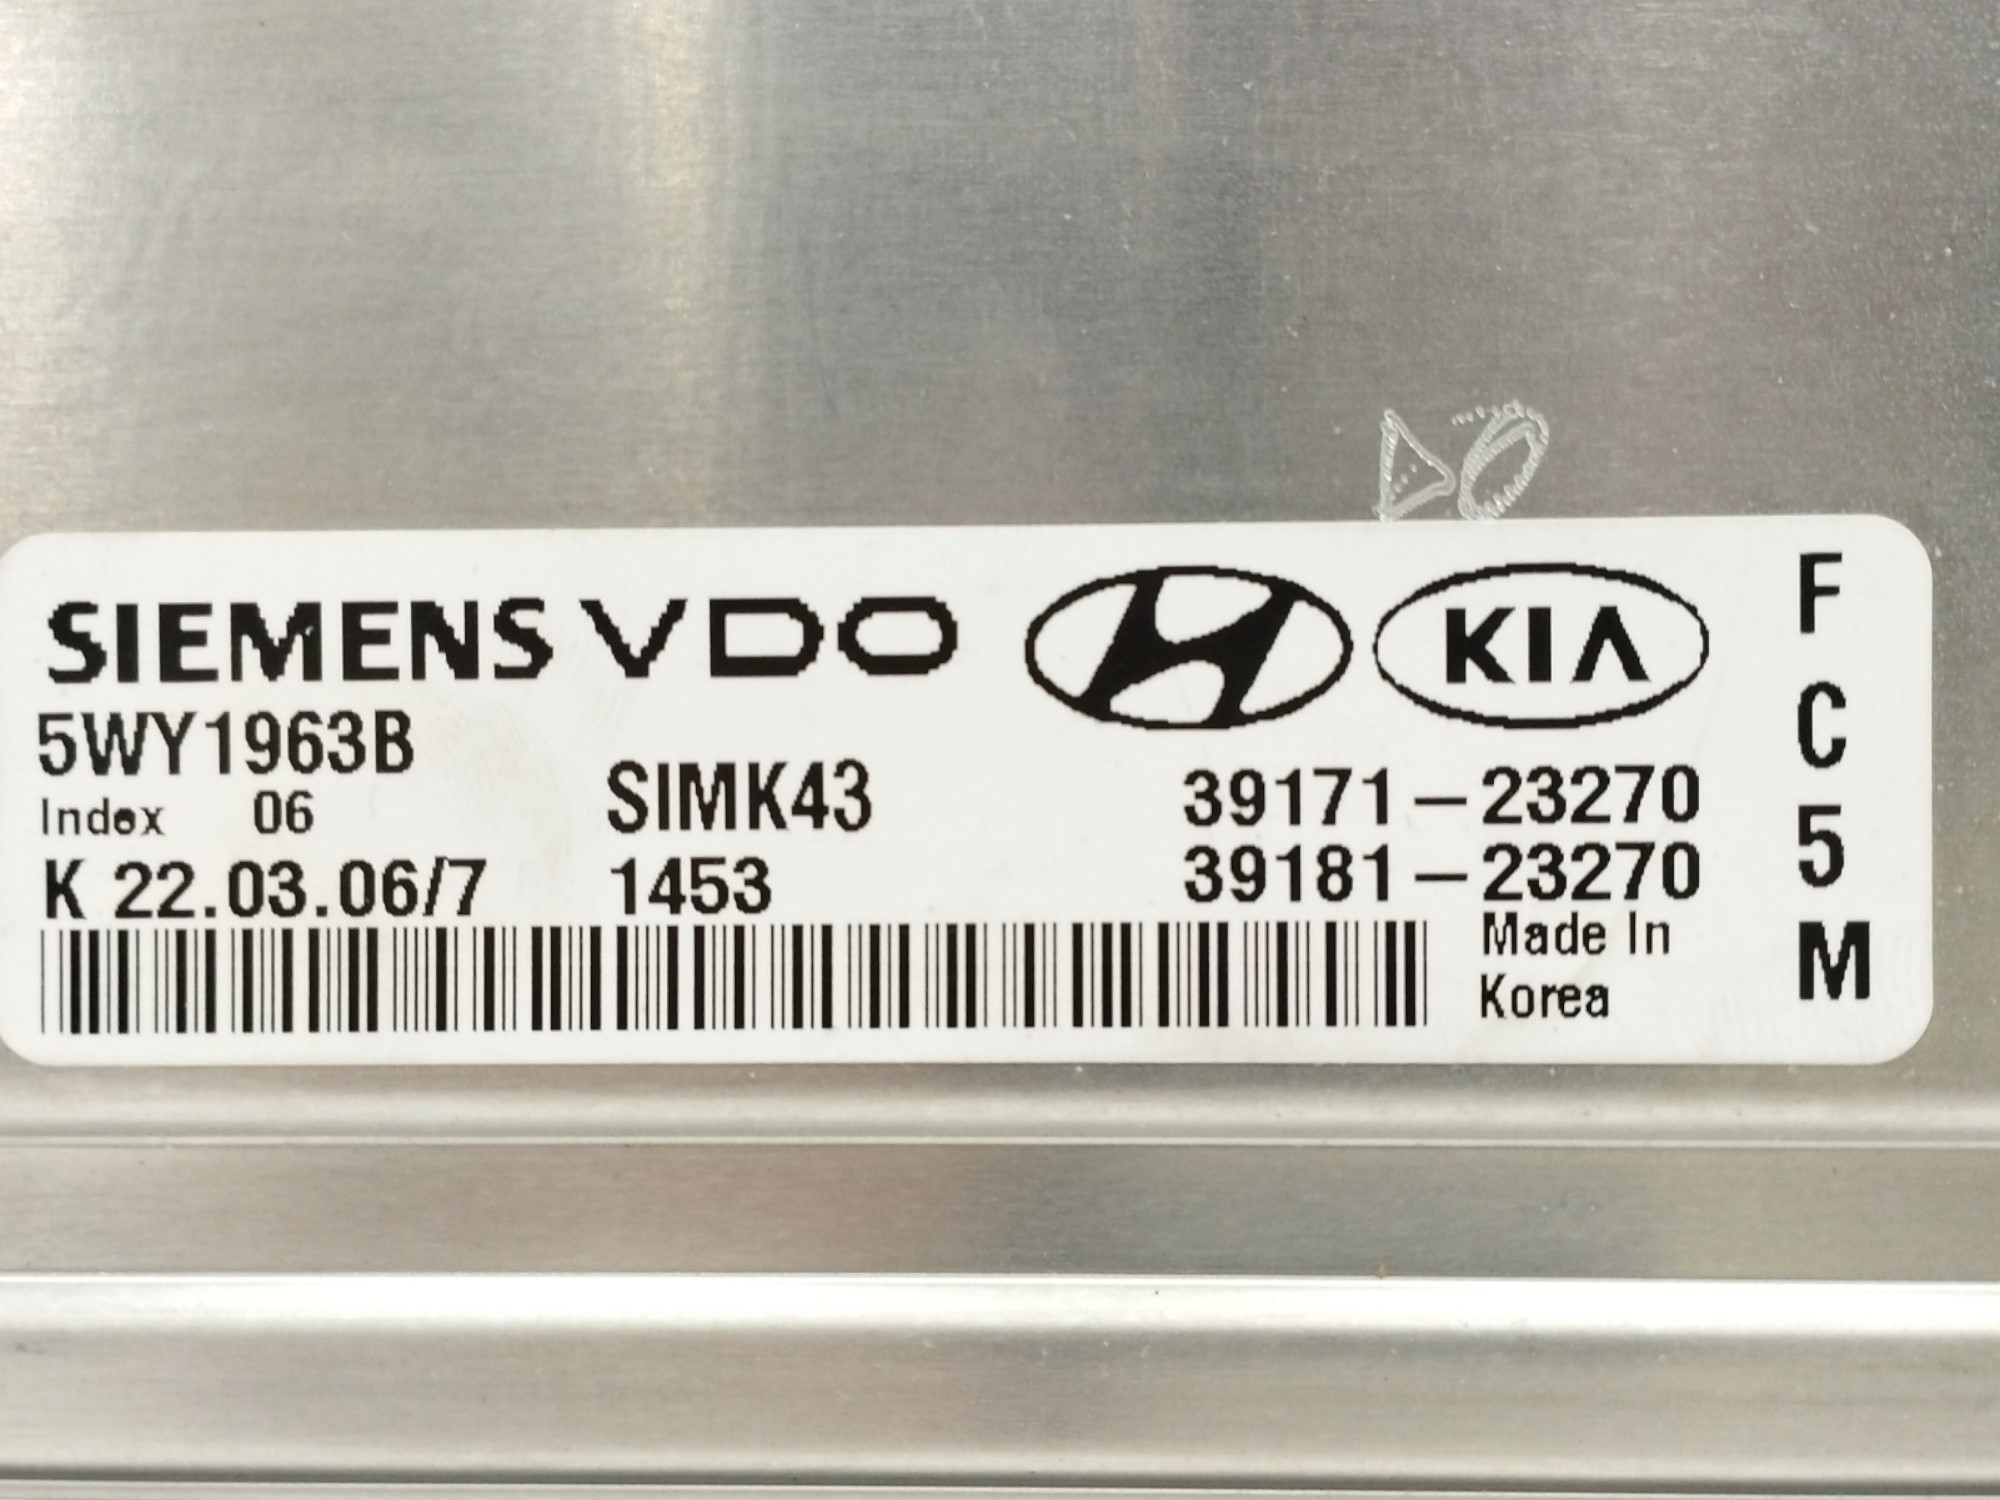 SIEMENS VDO
KIA
5WY1963B
Index 06
SIMK43
39171-23270
K 22.03.06/7
1453
39181-23270
Made In
Korea
F
C
5
M